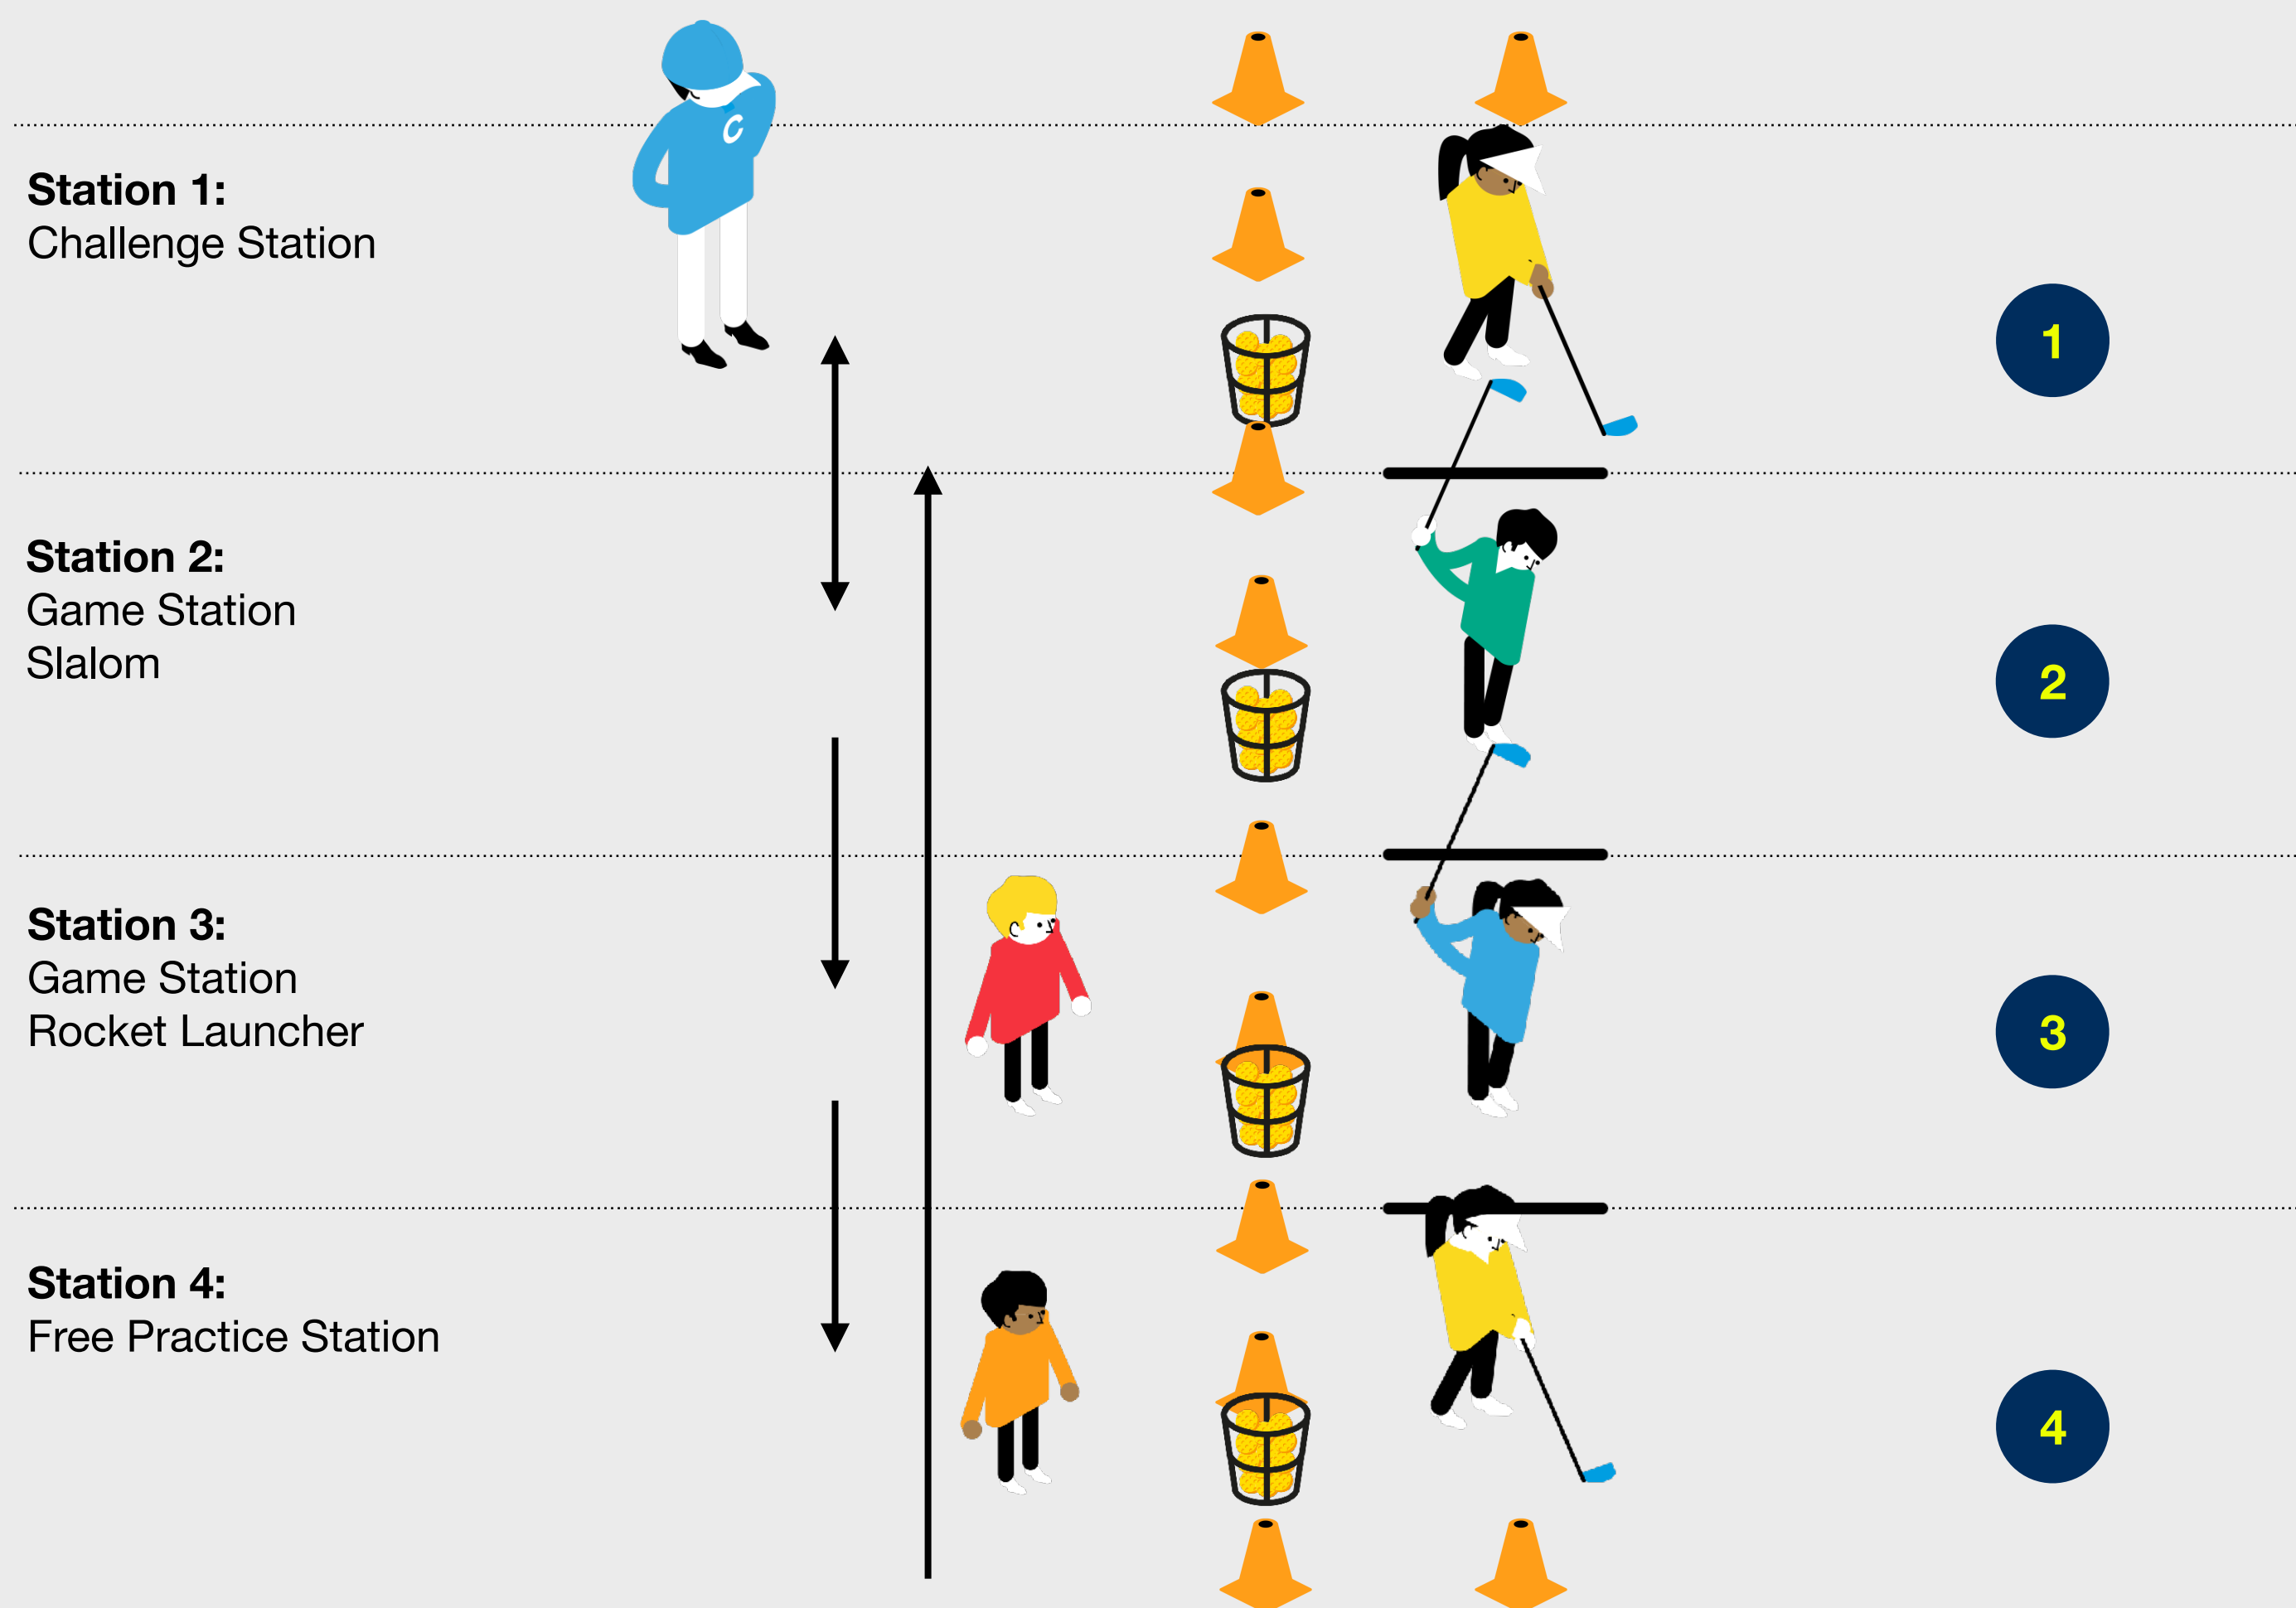 C
Station 1:
Challenge Station
1
Station 2:
Game Station
Slalom
2
Station 3:
Game Station
Rocket Launcher
3
Station 4:
Free Practice Station
4